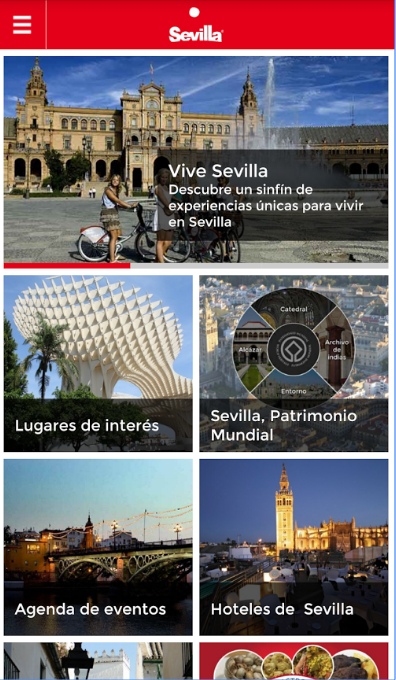 Sevilla
Vive Sevilla
Descubre un sinfín de
experiencias únicas para vivir
en Sevilla
Lugares de interés
Catedral
Alcazar
Archivo
de
indias
Entorno
Sevilla, Patrimonio
Mundial
Agenda de eventos
Hoteles de Sevilla